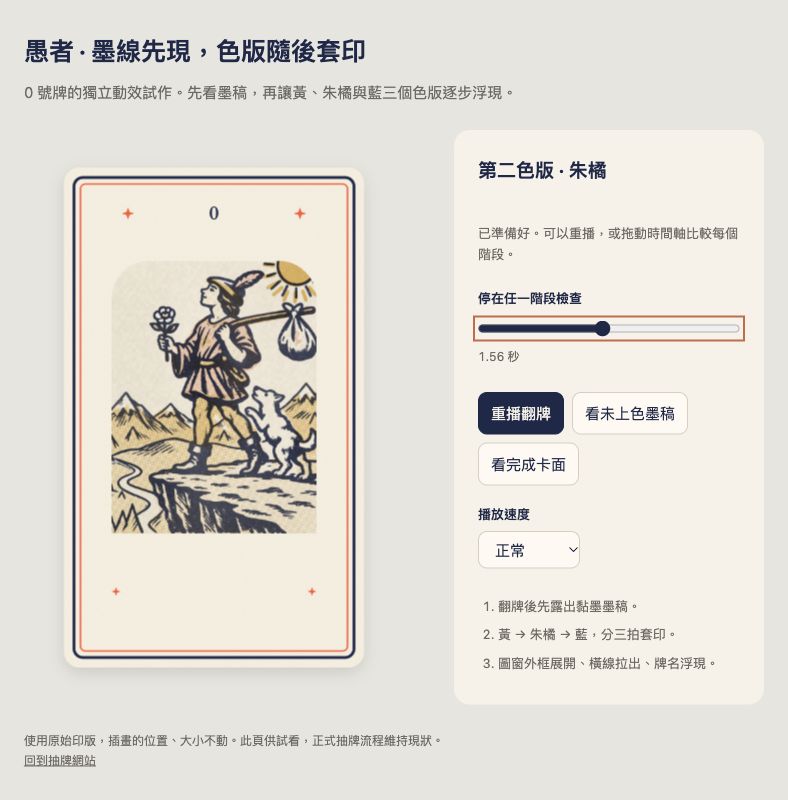 愚者 · 墨線先現，色版隨後套印
0 號牌的獨立動效試作。先看墨稿，再讓黃、朱橘與藍三個色版逐步浮現。
0
第二色版 · 朱橘
已準備好。可以重播，或拖動時間軸比較每個
階段。
停在任一階段檢查
1.56 秒
重播翻牌
看未上色墨稿
看完成卡面
播放速度
正常
1. 翻牌後先露出黏墨墨稿。
2. 黃 → 朱橘 → 藍，分三拍套印。
3. 圖窗外框展開、橫線拉出、牌名浮現。
使用原始印版，插畫的位置、大小不動。此頁供試看，正式抽牌流程維持現狀。
回到抽牌網站